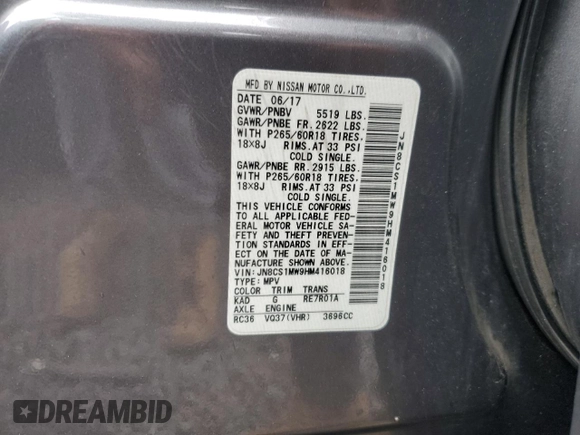 MFD BY NISSAN MOTOR CO.,LTD.
DATE 06/17
GVWR/PNBV 5519 LBS.
GAWR/PNBE FR. 2622 LBS.
WITH P265/60R18 TIRES.
18X8J RIMS. AT 33 PSI
COLD SINGLE.
GAWR/PNBE RR. 2915 LBS.
WITH P265/60R18 TIRES.
18X8J RIMS. AT 33 PSI
COLD SINGLE.
THIS VEHICLE CONFORMS
TO ALL APPLICABLE FED-
ERAL MOTOR VEHICLE SA-
FETY AND THEFT PREVEN-
TION STANDARDS IN EFF-
ECT ON THE DATE OF MA-
NUFACTURE SHOWN ABOVE.
VIN: JN8CS1MW9HM416018
TYPE: MPV
COLOR TRIM TRANS
KAD G RE7R01A
AXLE ENGINE
RC36 VQ37(VHR) 3696CC
JN8CS1MW9HM416018
DREAMBID